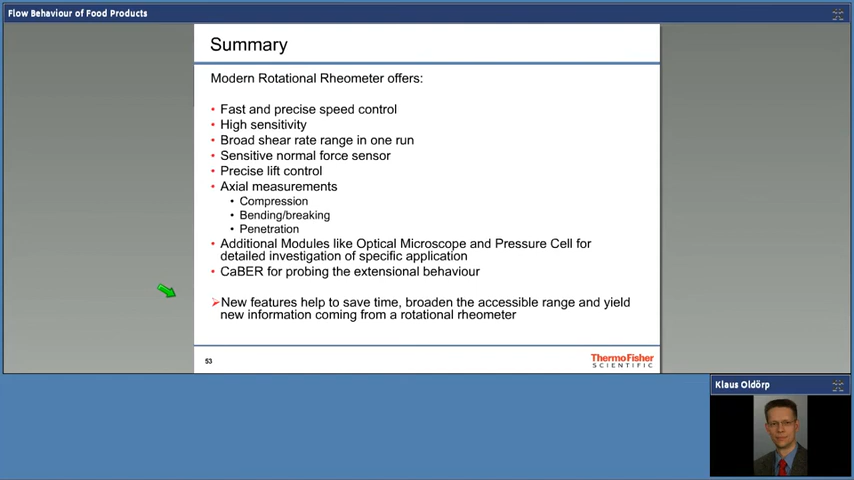 Flow Behaviour of Food Products
Summary
Modern Rotational Rheometer offers:
• Fast and precise speed control
• High sensitivity
• Broad shear rate range in one run
• Sensitive normal force sensor
• Precise lift control
• Axial measurements
• Compression
• Bending/breaking
• Penetration
• Additional Modules like Optical Microscope and Pressure Cell for
detailed investigation of specific application
• CaBER for probing the extensional behaviour
➢New features help to save time, broaden the accessible range and yield
new information coming from a rotational rheometer
53
ThermoFisher
SCIENTIFIC
Klaus Oldörp